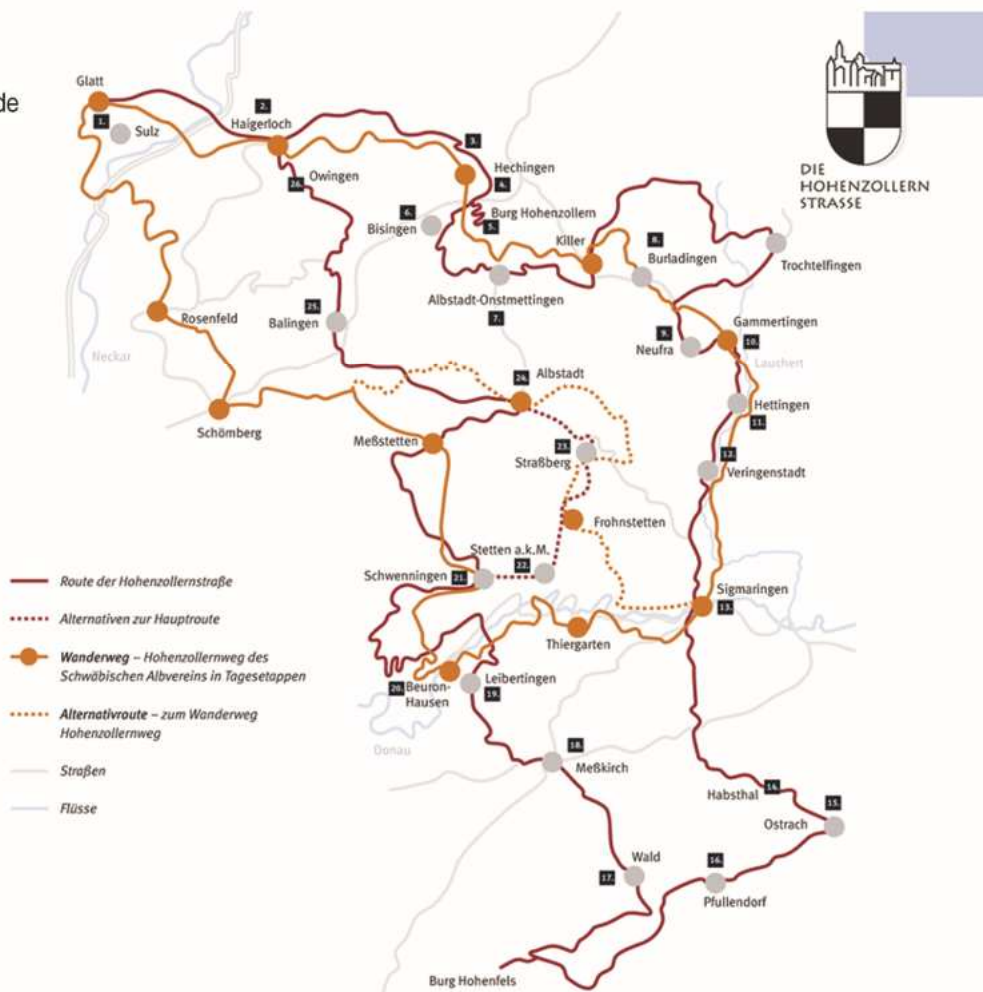 de
DIE
HOHENZOLLERN
STRASSE
Glatt
1.
Sulz
2.
Haigerloch
3.
Hechingen
4.
26.
Owingen
6.
Bisingen
5.
Burg Hohenzollern
Killer
8.
Burladingen
Trochtelfingen
Albstadt-Onstmettingen
7.
Rosenfeld
25.
Balingen
9.
Neufra
Gammertingen
10.
Lauchert
Neckar
24.
Albstadt
Hettingen
11.
Schömberg
Meßstetten
23.
Straßberg
12.
Veringenstadt
Frohnstetten
Stetten a.k.M.
22.
Schwenningen
21.
Sigmaringen
13.
Thiergarten
20.
Beuron-
Hausen
Leibertingen
19.
Donau
18.
Meßkirch
Habsthal
14.
15.
Ostrach
Wald
17.
16.
Pfullendorf
Burg Hohenfels
Route der Hohenzollernstraße
Alternativen zur Hauptroute
Wanderweg – Hohenzollernweg des
Schwäbischen Albvereins in Tagesetappen
Alternativroute – zum Wanderweg
Hohenzollernweg
Straßen
Flüsse